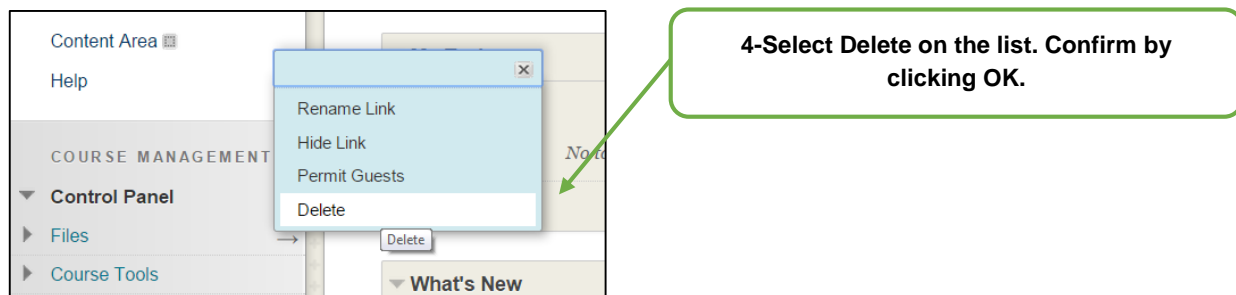 Content Area
Help
Rename Link
Hide Link
Permit Guests
Delete
Delete
COURSE MANAGEMENT
Control Panel
Files
Course Tools
What's New
4-Select Delete on the list. Confirm by
clicking OK.